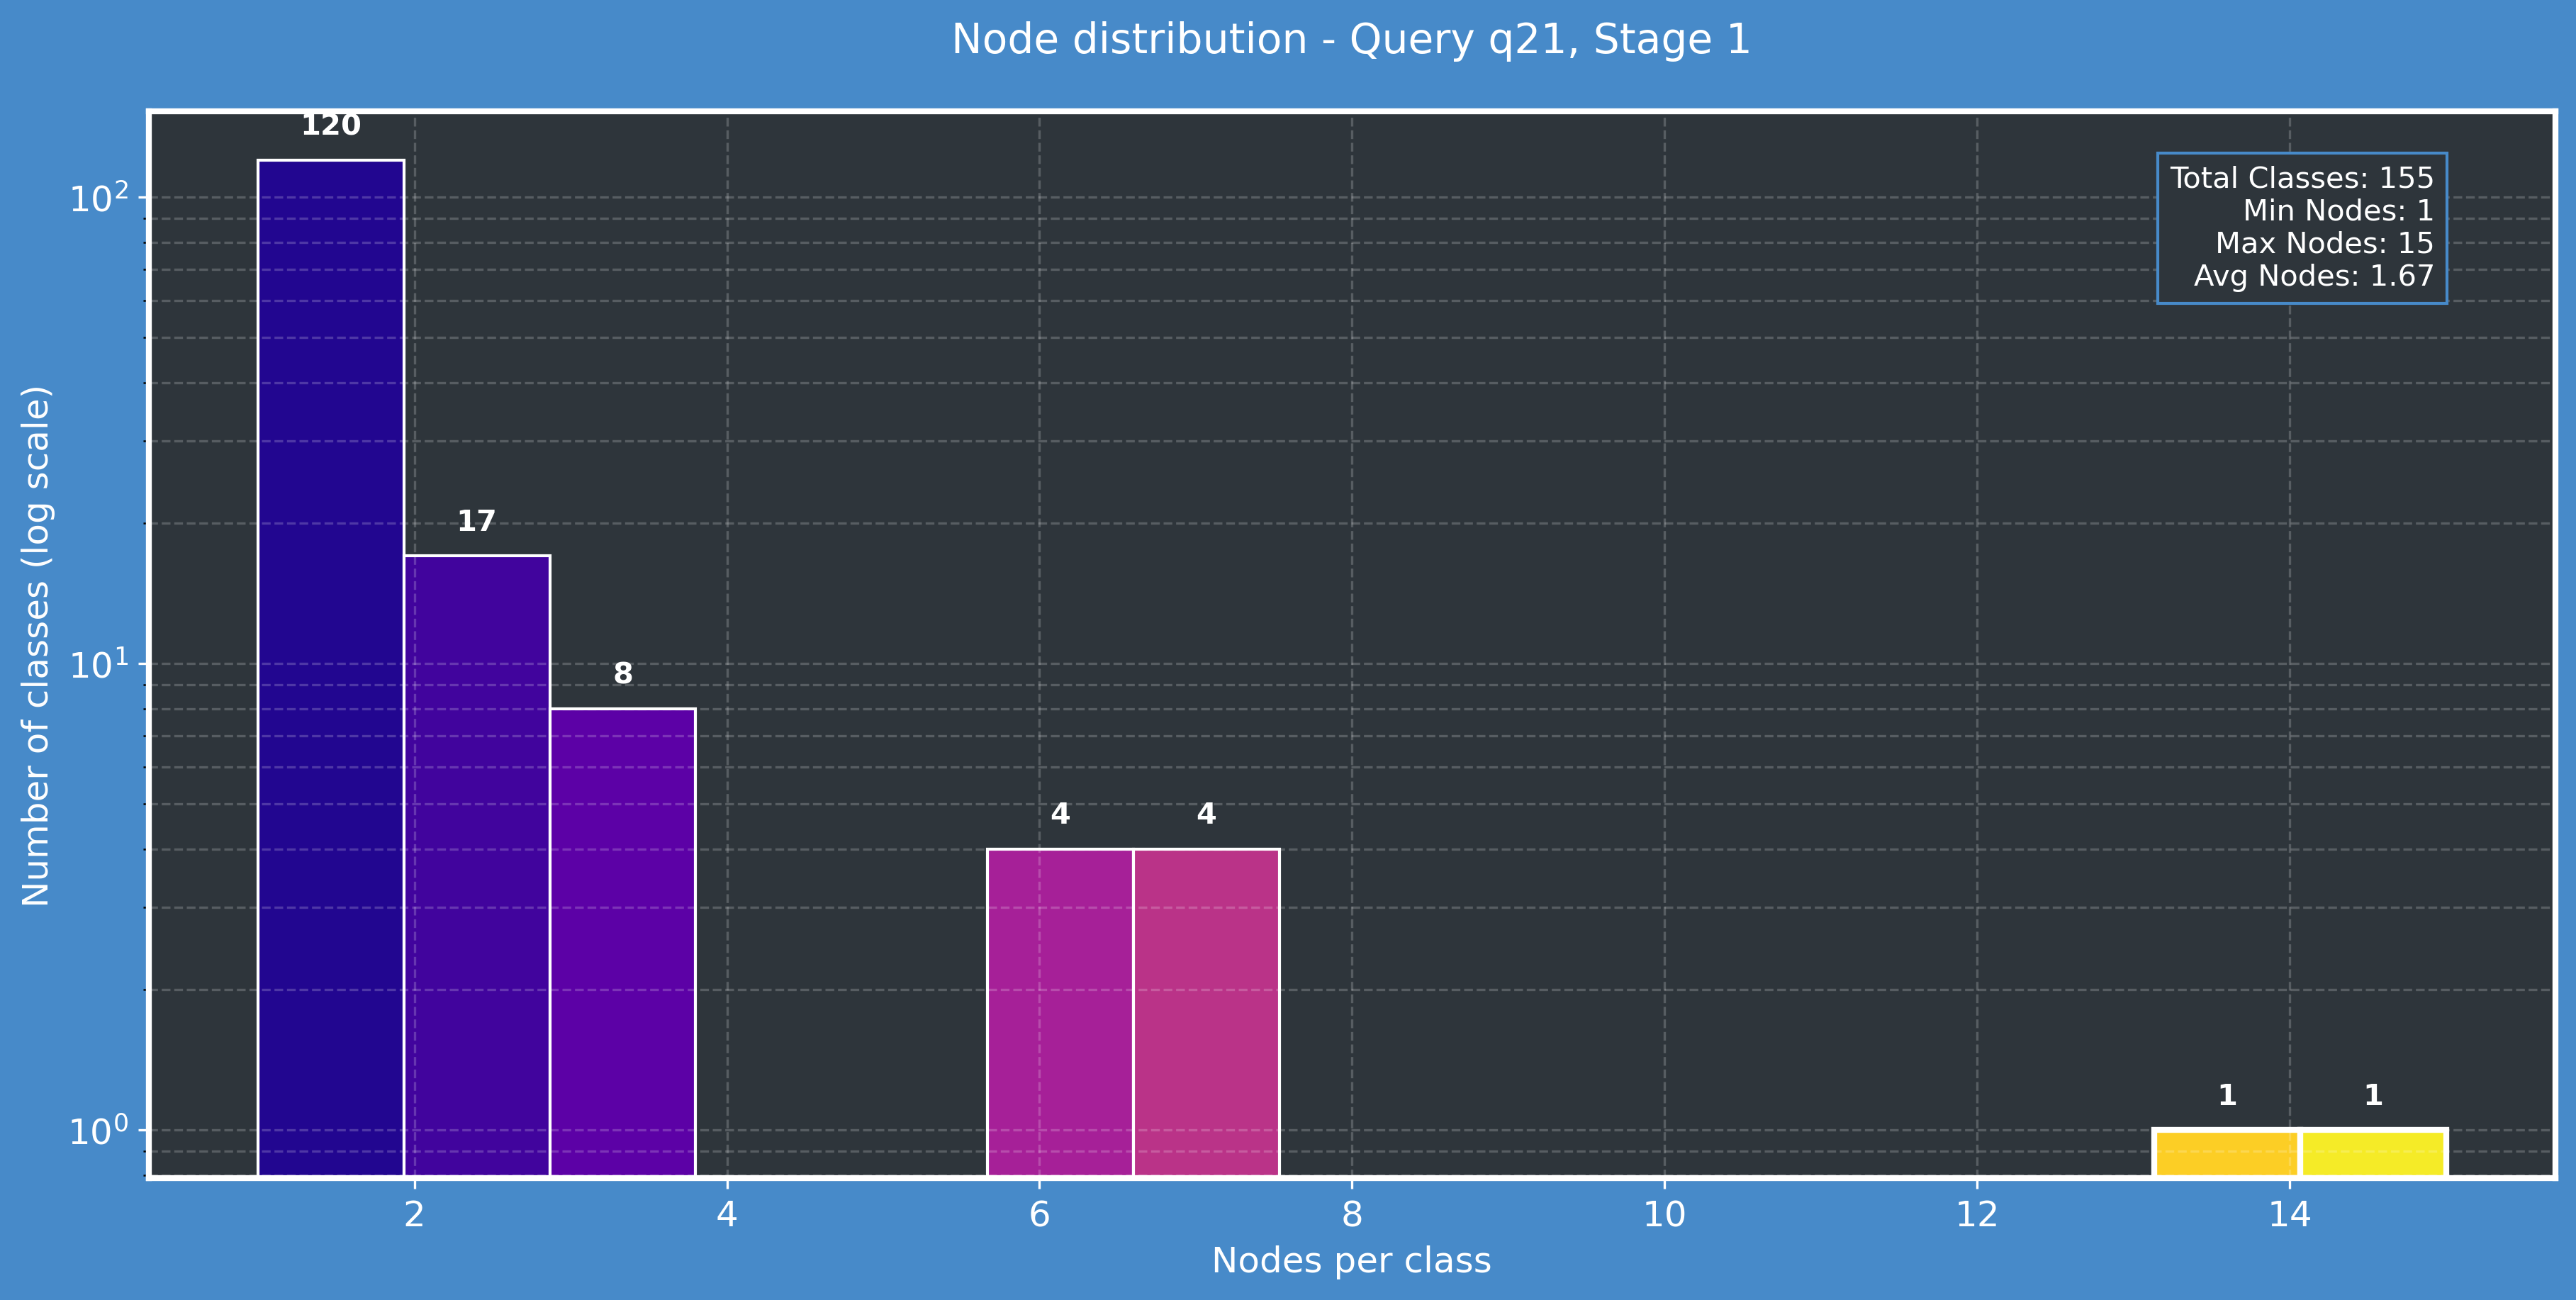 Node distribution - Query q21, Stage 1
120
Total Classes: 155
Min Nodes: 1
Max Nodes: 15
Avg Nodes: 1.67
10²
17
8
10¹
4
4
1
1
10⁰
Number of classes (log scale)
2
4
6
8
10
12
14
Nodes per class